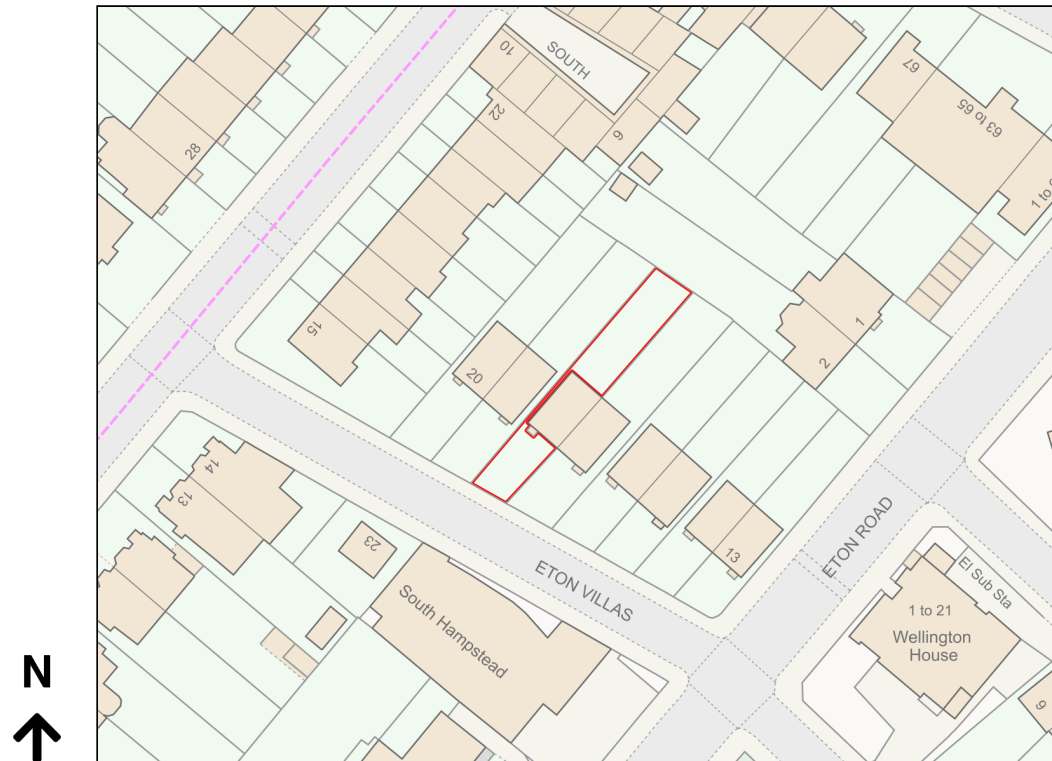 10
SOUTH
22
9
67
63 to 65
28
1 to
15
20
1
2
14
13
23
ETON VILLAS
13
ETON ROAD
South Hampstead
El Sub Sta
1 to 21
Wellington
House
9
N